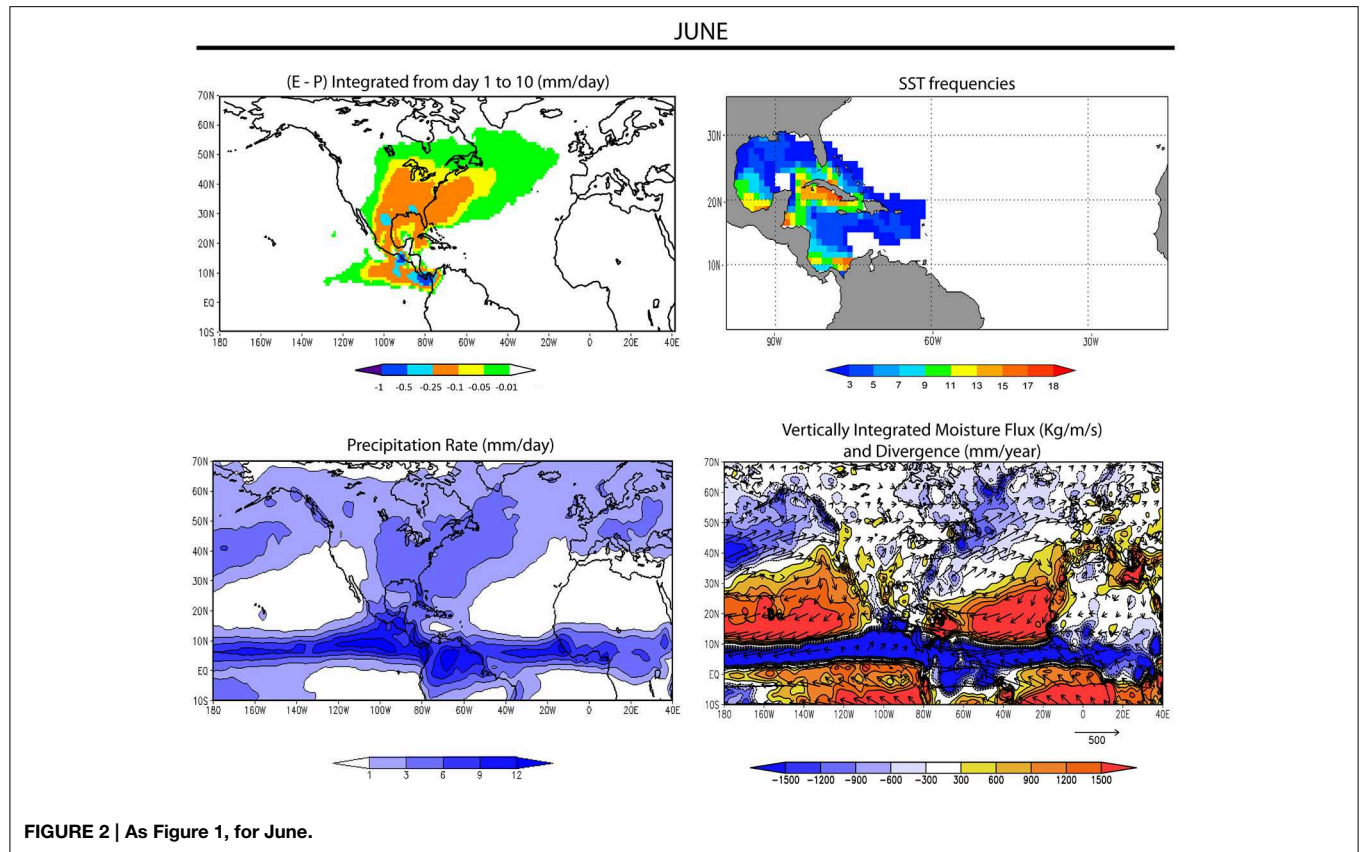 JUNE
(E - P) Integrated from day 1 to 10 (mm/day)
70N
60N
50N
40N
30N
20N
10N
EQ
10S
180 160W 140W 120W 100W 80W 60W 40W 20W 0 20E 40E
-1 -0.5 -0.25 -0.1 -0.05 -0.01
SST frequencies
30N
20N
10N
90W 60W 30W
3 5 7 9 11 13 15 17 18
Precipitation Rate (mm/day)
70N
60N
50N
40N
30N
20N
10N
EQ
10S
180 160W 140W 120W 100W 80W 60W 40W 20W 0 20E 40E
1 3 6 9 12
Vertically Integrated Moisture Flux (Kg/m/s)
and Divergence (mm/year)
70N
60N
50N
40N
30N
20N
10N
EQ
10S
180 160W 140W 120W 100W 80W 60W 40W 20W 0 20E 40E
500
-1500 -1200 -900 -600 -300 300 600 900 1200 1500
FIGURE 2 | As Figure 1, for June.